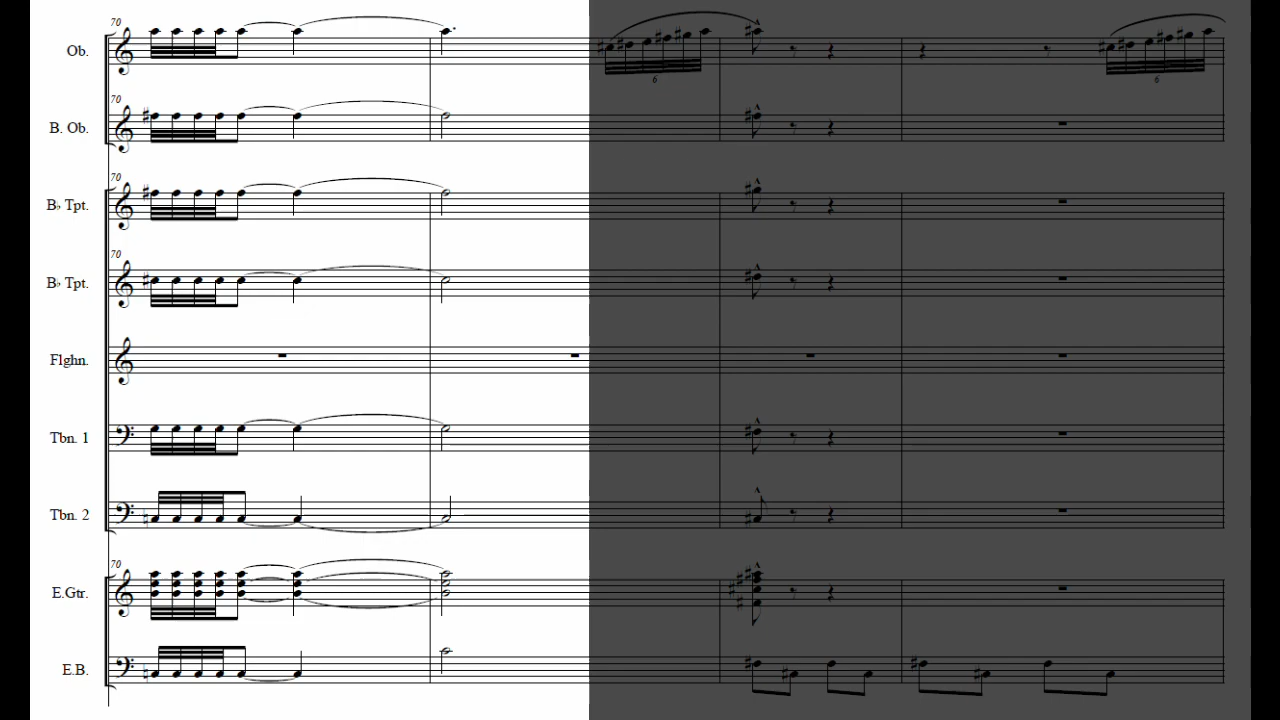 70
Ob.
6
6
70
B. Ob.
70
B♭ Tpt.
70
B♭ Tpt.
Flghn.
Tbn. 1
Tbn. 2
70
E.Gtr.
E.B.